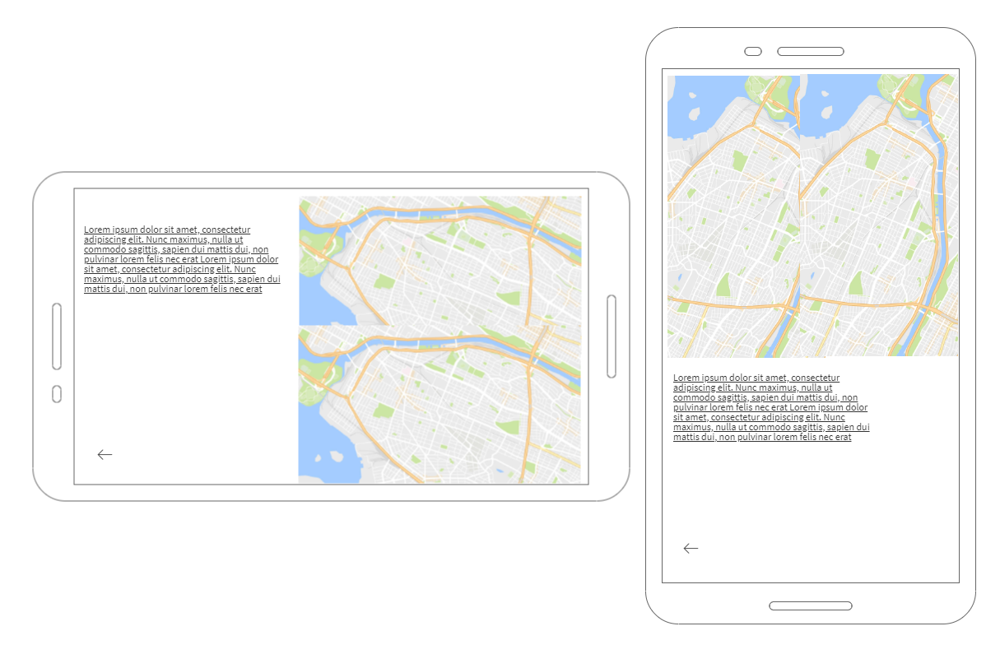 Lorem ipsum dolor sit amet, consectetur
adipiscing elit. Nunc maximus, nulla ut
commodo sagittis, sapien dui mattis dui, non
pulvinar lorem felis nec erat Lorem ipsum dolor
sit amet, consectetur adipiscing elit. Nunc
maximus, nulla ut commodo sagittis, sapien dui
mattis dui, non pulvinar lorem felis nec erat
Lorem ipsum dolor sit amet, consectetur
adipiscing elit. Nunc maximus, nulla ut
commodo sagittis, sapien dui mattis dui, non
pulvinar lorem felis nec erat Lorem ipsum dolor
sit amet, consectetur adipiscing elit. Nunc
maximus, nulla ut commodo sagittis, sapien dui
mattis dui, non pulvinar lorem felis nec erat